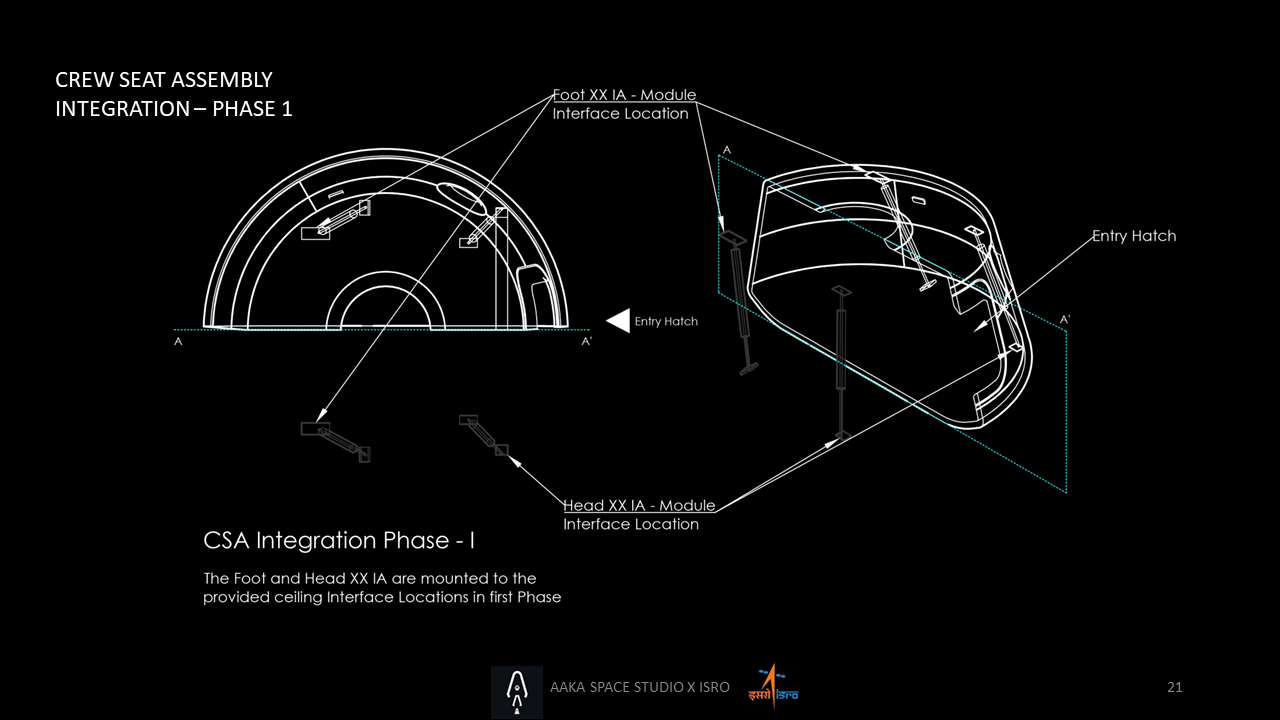 CREW SEAT ASSEMBLY
INTEGRATION – PHASE 1
Foot XX IA - Module
Interface Location
A
Entry Hatch
A'
Entry Hatch
A
A'
Head XX IA - Module
Interface Location
CSA Integration Phase - I
The Foot and Head XX IA are mounted to the
provided ceiling Interface Locations in first Phase
AAKA SPACE STUDIO X ISRO
इसरो isro
21